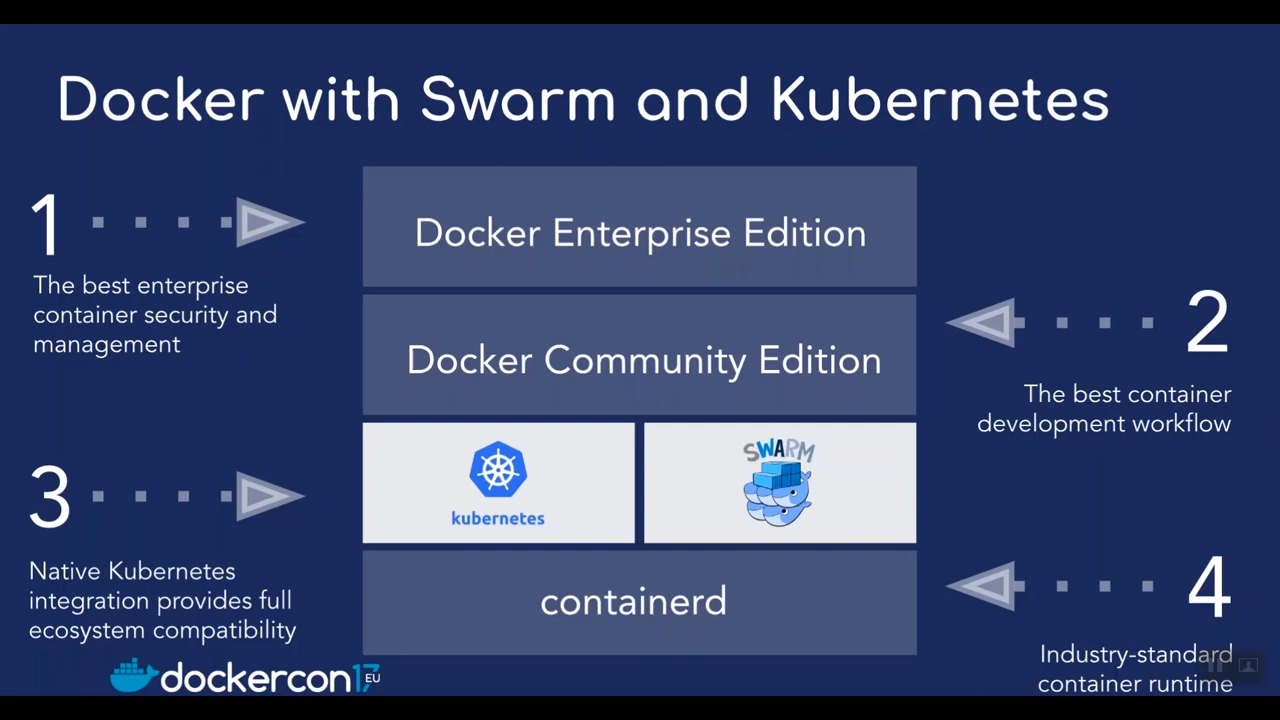 Docker with Swarm and Kubernetes
1
The best enterprise
container security and
management
Docker Enterprise Edition
Docker Community Edition
2
The best container
development workflow
3
Native Kubernetes
integration provides full
ecosystem compatibility
kubernetes
SWARM
containerd
4
Industry-standard
container runtime
dockercon17 EU